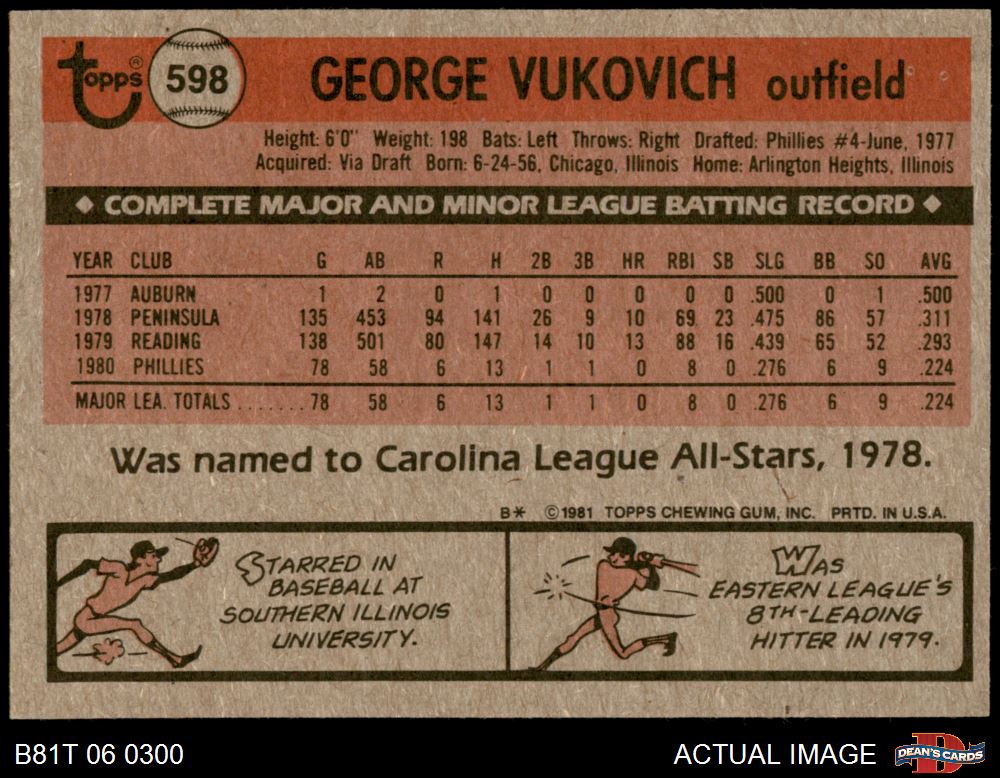 Topps® 598 GEORGE VUKOVICH outfield
Height: 6'0" Weight: 198 Bats: Left Throws: Right Drafted: Phillies #4-June, 1977
Acquired: Via Draft Born: 6-24-56, Chicago, Illinois Home: Arlington Heights, Illinois
◆ COMPLETE MAJOR AND MINOR LEAGUE BATTING RECORD ◆
YEAR CLUB G AB R H 2B 3B HR RBI SB SLG BB SO AVG
1977 AUBURN 1 2 0 1 0 0 0 0 0 .500 0 1 .500
1978 PENINSULA 135 453 94 141 26 9 10 69 23 .475 86 57 .311
1979 READING 138 501 80 147 14 10 13 88 16 .439 65 52 .293
1980 PHILLIES 78 58 6 13 1 1 0 8 0 .276 6 9 .224
MAJOR LEA. TOTALS ....... 78 58 6 13 1 1 0 8 0 .276 6 9 .224
Was named to Carolina League All-Stars, 1978.
B* ©1981 TOPPS CHEWING GUM, INC. PRTD. IN U.S.A.
STARRED IN
BASEBALL AT
SOUTHERN ILLINOIS
UNIVERSITY.
WAS
EASTERN LEAGUE'S
8TH-LEADING
HITTER IN 1979.
B81T 06 0300
ACTUAL IMAGE
D
DEAN'S CARDS